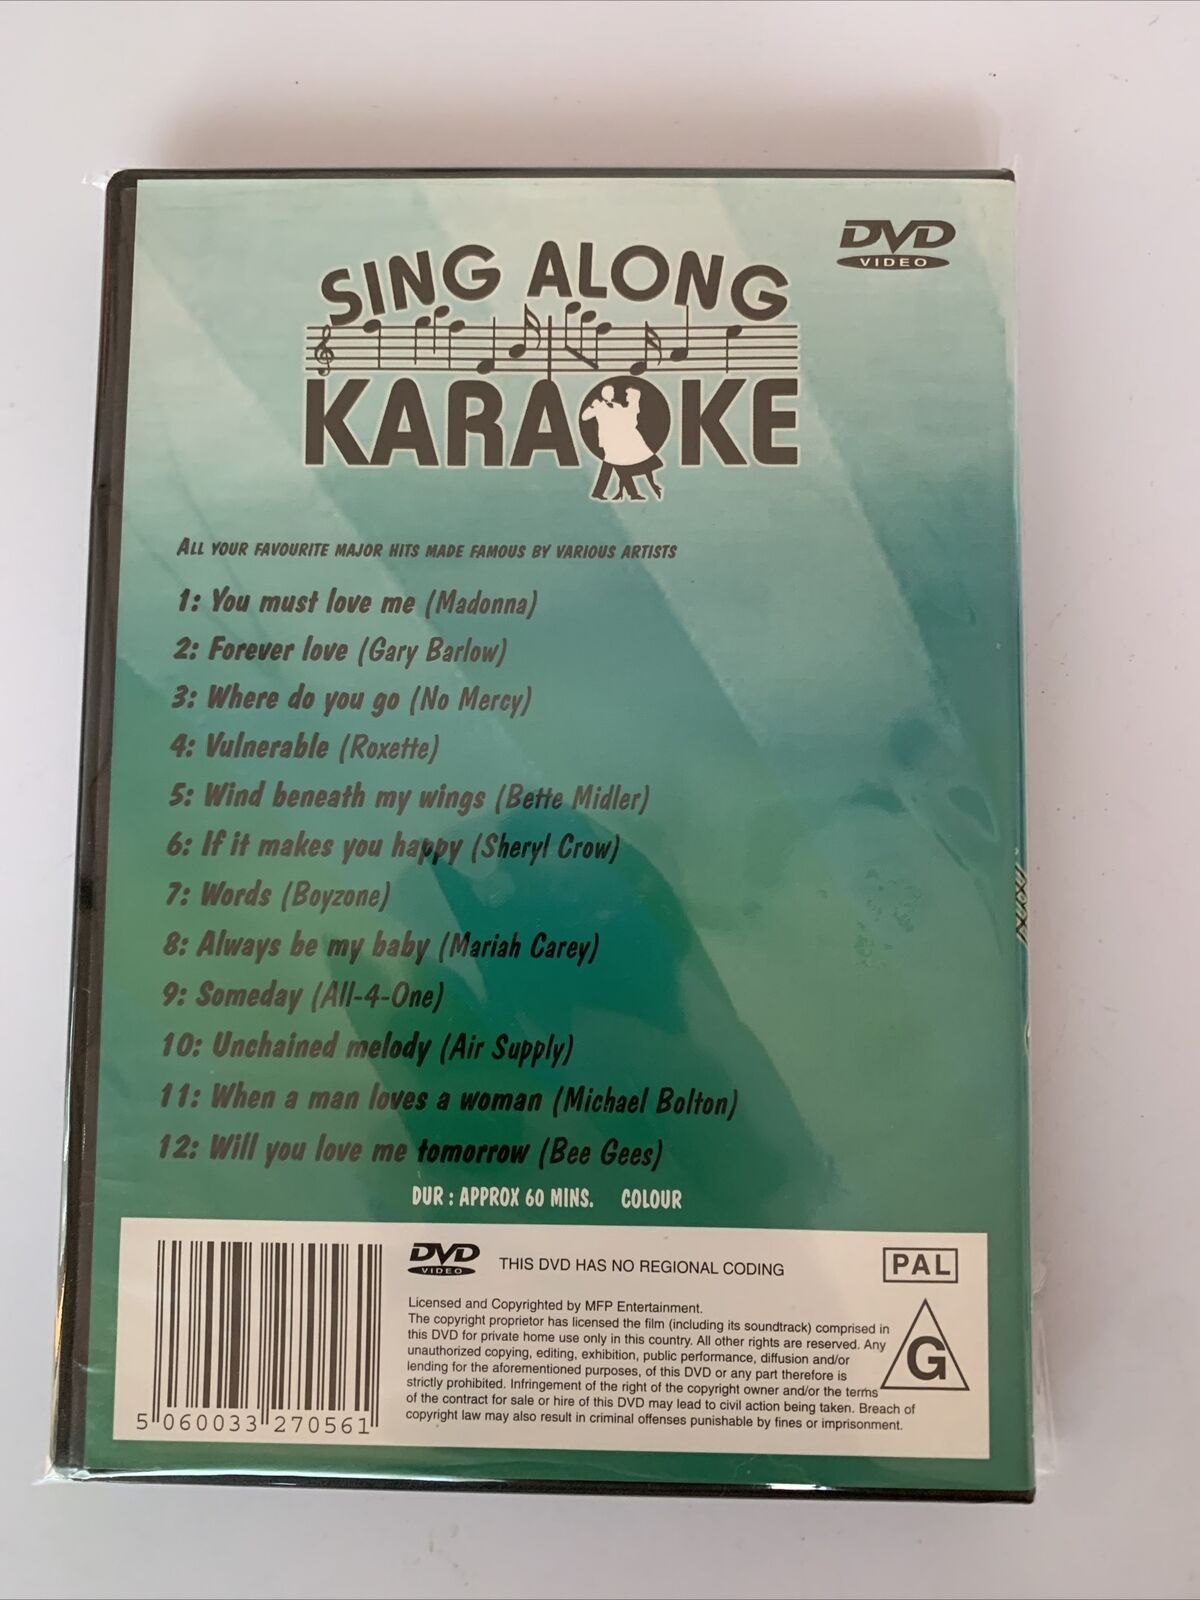 DVD
VIDEO
SING ALONG
KARAOKE
ALL YOUR FAVOURITE MAJOR HITS MADE FAMOUS BY VARIOUS ARTISTS
1: You must love me (Madonna)
2: Forever love (Gary Barlow)
3: Where do you go (No Mercy)
4: Vulnerable (Roxette)
5: Wind beneath my wings (Bette Midler)
6: If it makes you happy (Sheryl Crow)
7: Words (Boyzone)
8: Always be my baby (Mariah Carey)
9: Someday (All-4-One)
10: Unchained melody (Air Supply)
11: When a man loves a woman (Michael Bolton)
12: Will you love me tomorrow (Bee Gees)
DUR : APPROX 60 MINS. COLOUR
DVD
VIDEO
THIS DVD HAS NO REGIONAL CODING
PAL
Licensed and Copyrighted by MFP Entertainment.
The copyright proprietor has licensed the film (including its soundtrack) comprised in
this DVD for private home use only in this country. All other rights are reserved. Any
unauthorized copying, editing, exhibition, public performance, diffusion and/or
lending for the aforementioned purposes, of this DVD or any part therefore is
strictly prohibited. Infringement of the right of the copyright owner and/or the terms
of the contract for sale or hire of this DVD may lead to civil action being taken. Breach of
copyright law may also result in criminal offenses punishable by fines or imprisonment.
G
5 060033 270561